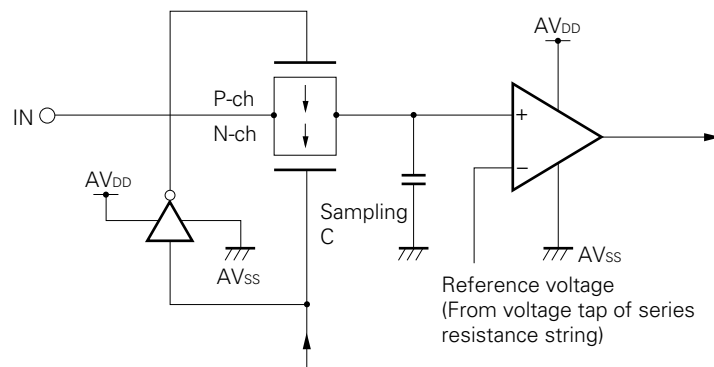 AVDD
P-ch
IN
N-ch
+
−
AVDD
Sampling
C
AVSS
AVSS
Reference voltage
(From voltage tap of series
resistance string)